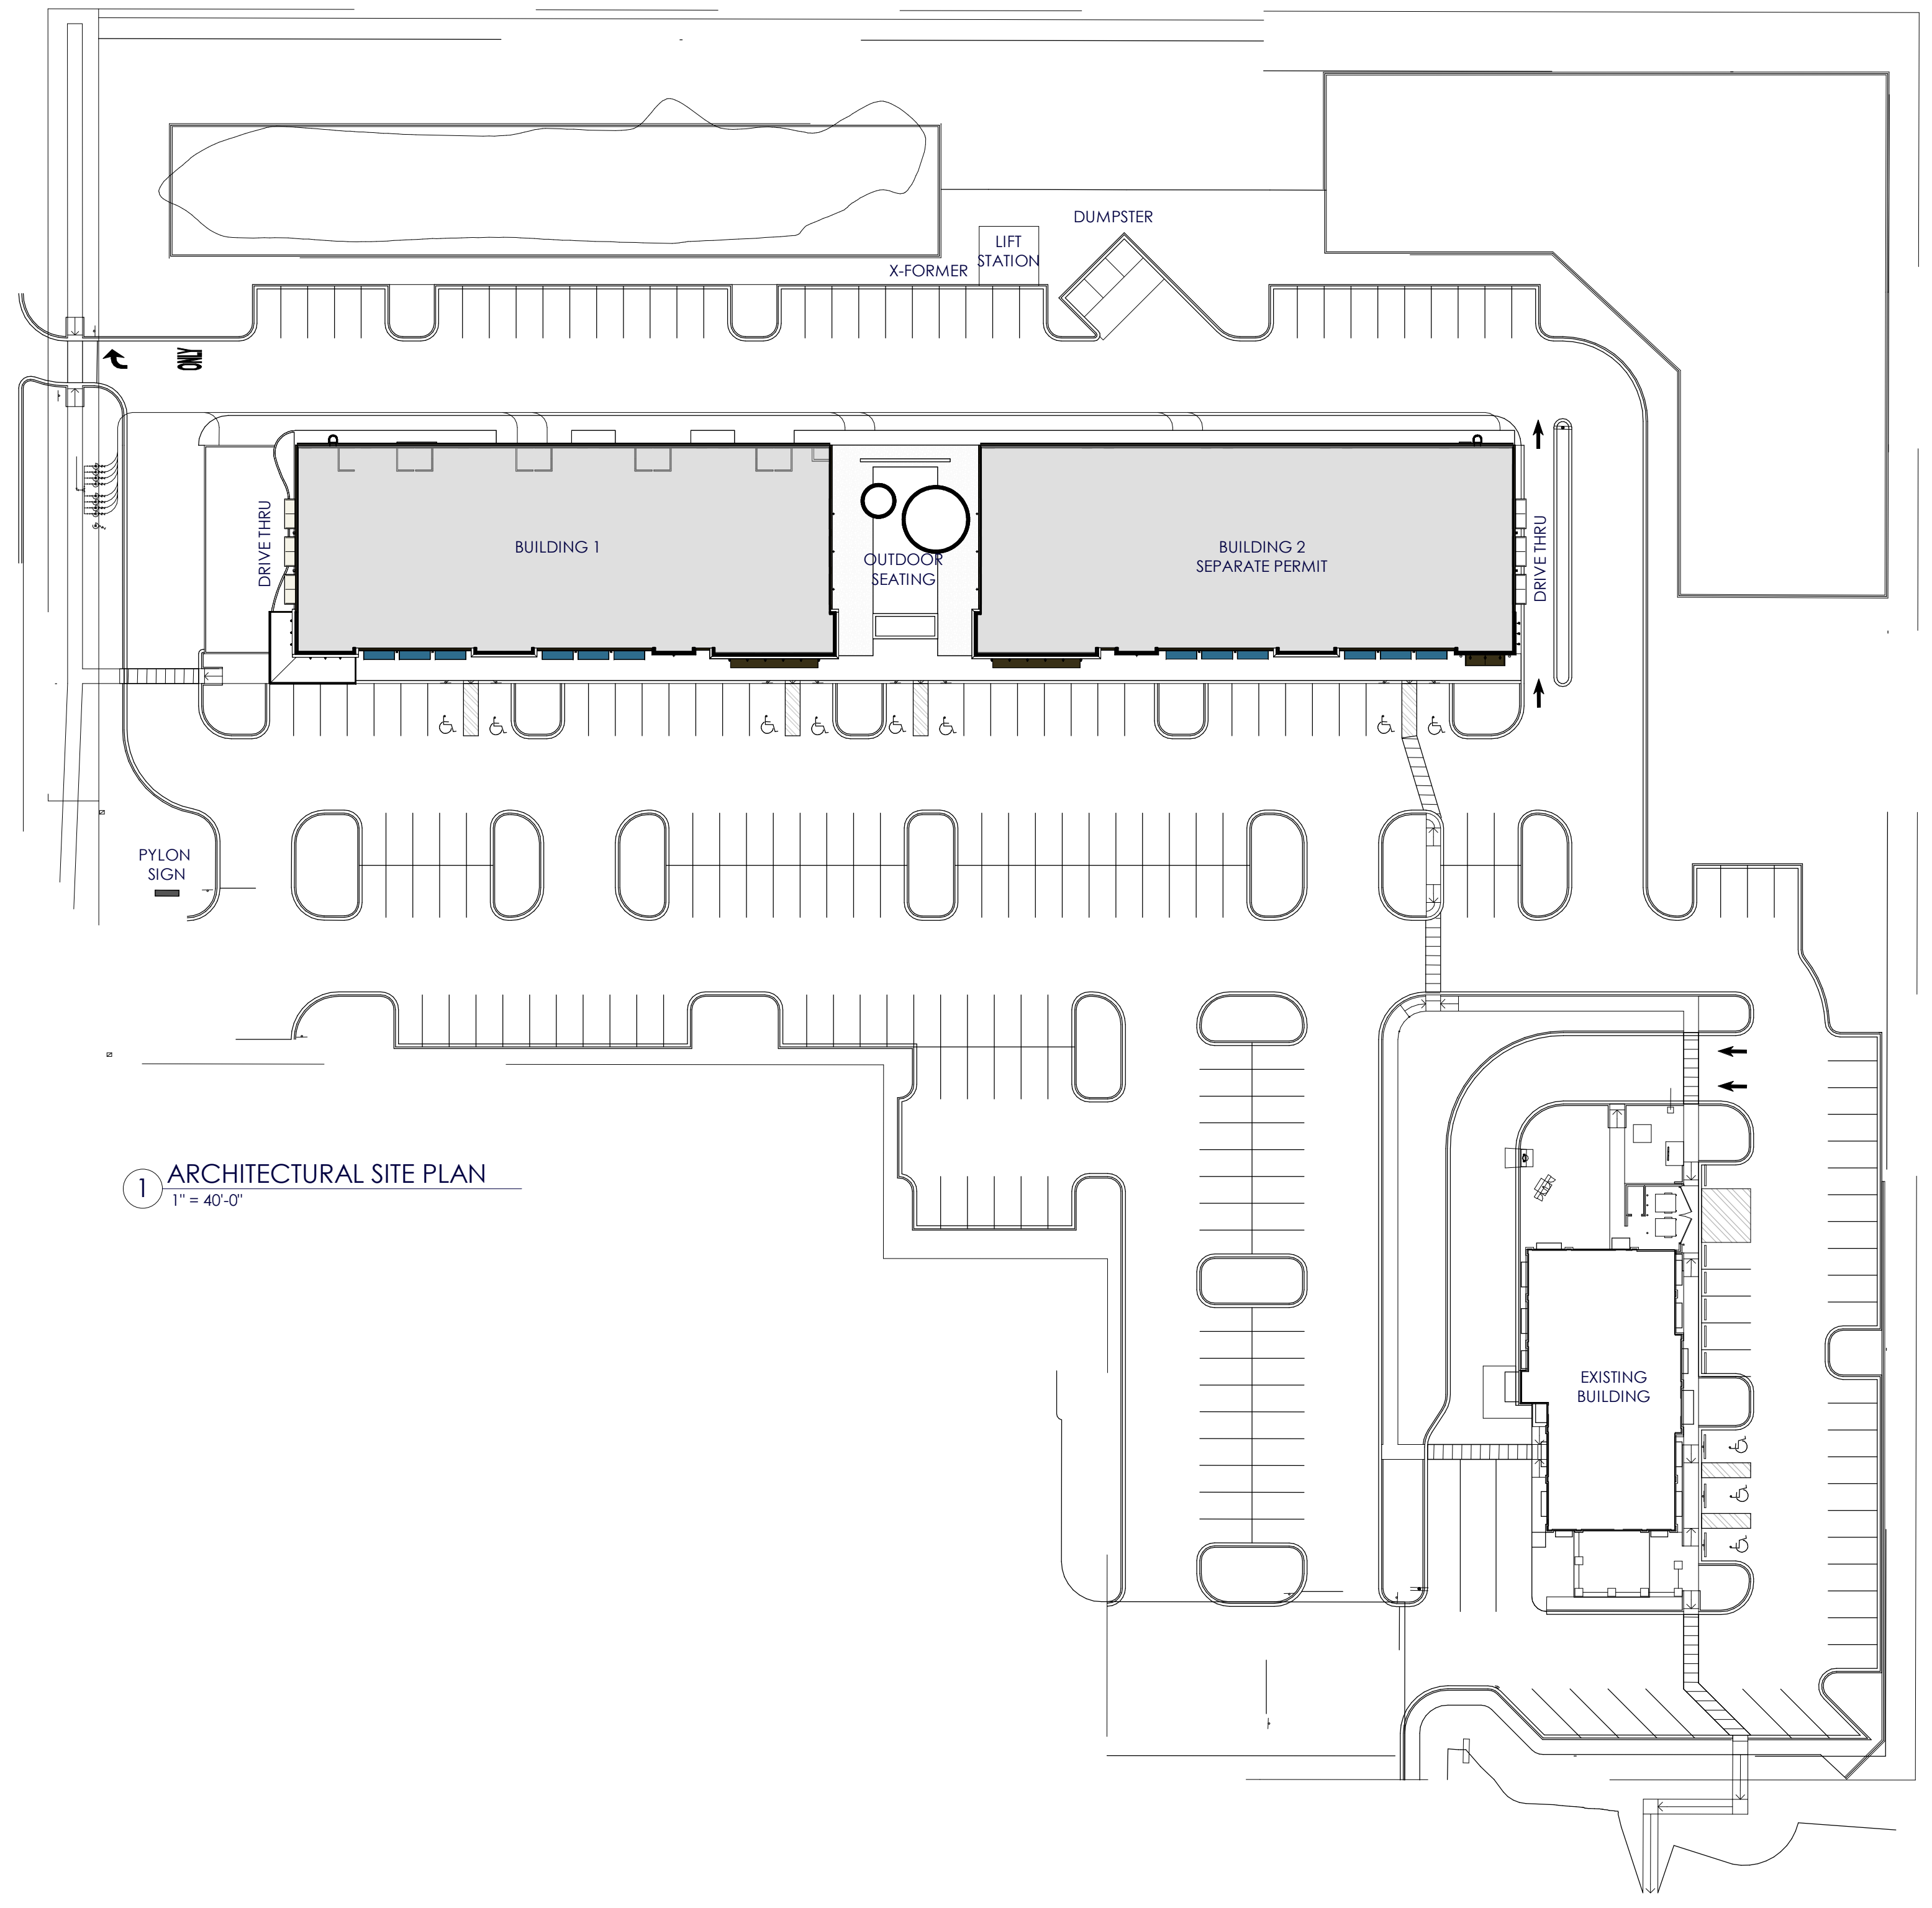 DUMPSTER
LIFT
STATION
X-FORMER
ONLY
DRIVE THRU
BUILDING 1
OUTDOOR
SEATING
BUILDING 2
SEPARATE PERMIT
DRIVE THRU
PYLON
SIGN
1 ARCHITECTURAL SITE PLAN
1" = 40'-0"
EXISTING
BUILDING